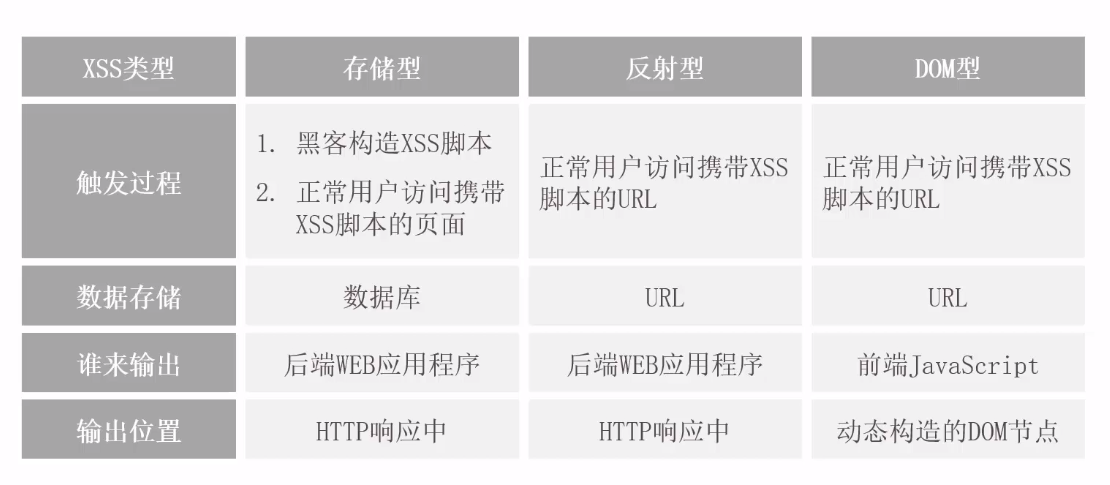 XSS类型 存储型 反射型 DOM型
触发过程
1. 黑客构造XSS脚本
2. 正常用户访问携带
XSS脚本的页面
正常用户访问携带XSS
脚本的URL
正常用户访问携带XSS
脚本的URL
数据存储 数据库 URL URL
谁来输出 后端WEB应用程序 后端WEB应用程序 前端JavaScript
输出位置 HTTP响应中 HTTP响应中 动态构造的DOM节点